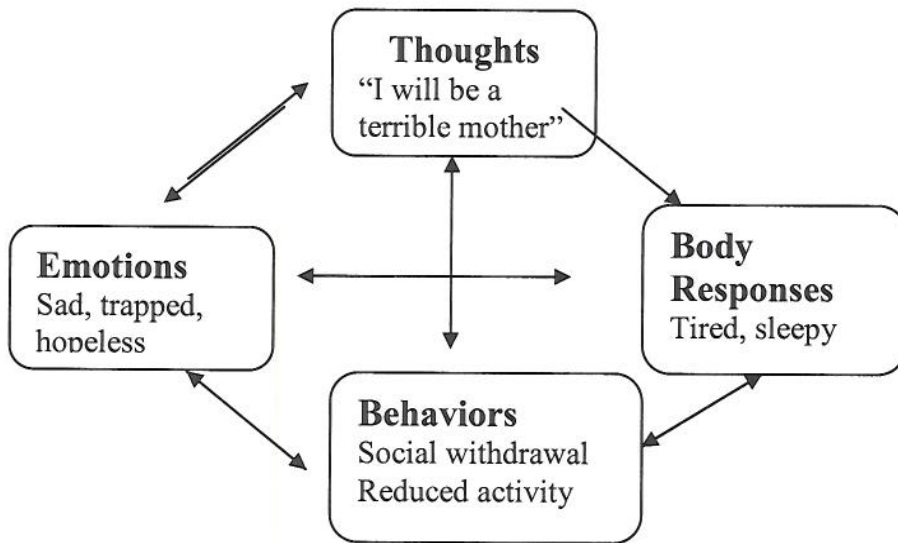 Thoughts
“I will be a
terrible mother”
Emotions
Sad, trapped,
hopeless
Body
Responses
Tired, sleepy
Behaviors
Social withdrawal
Reduced activity